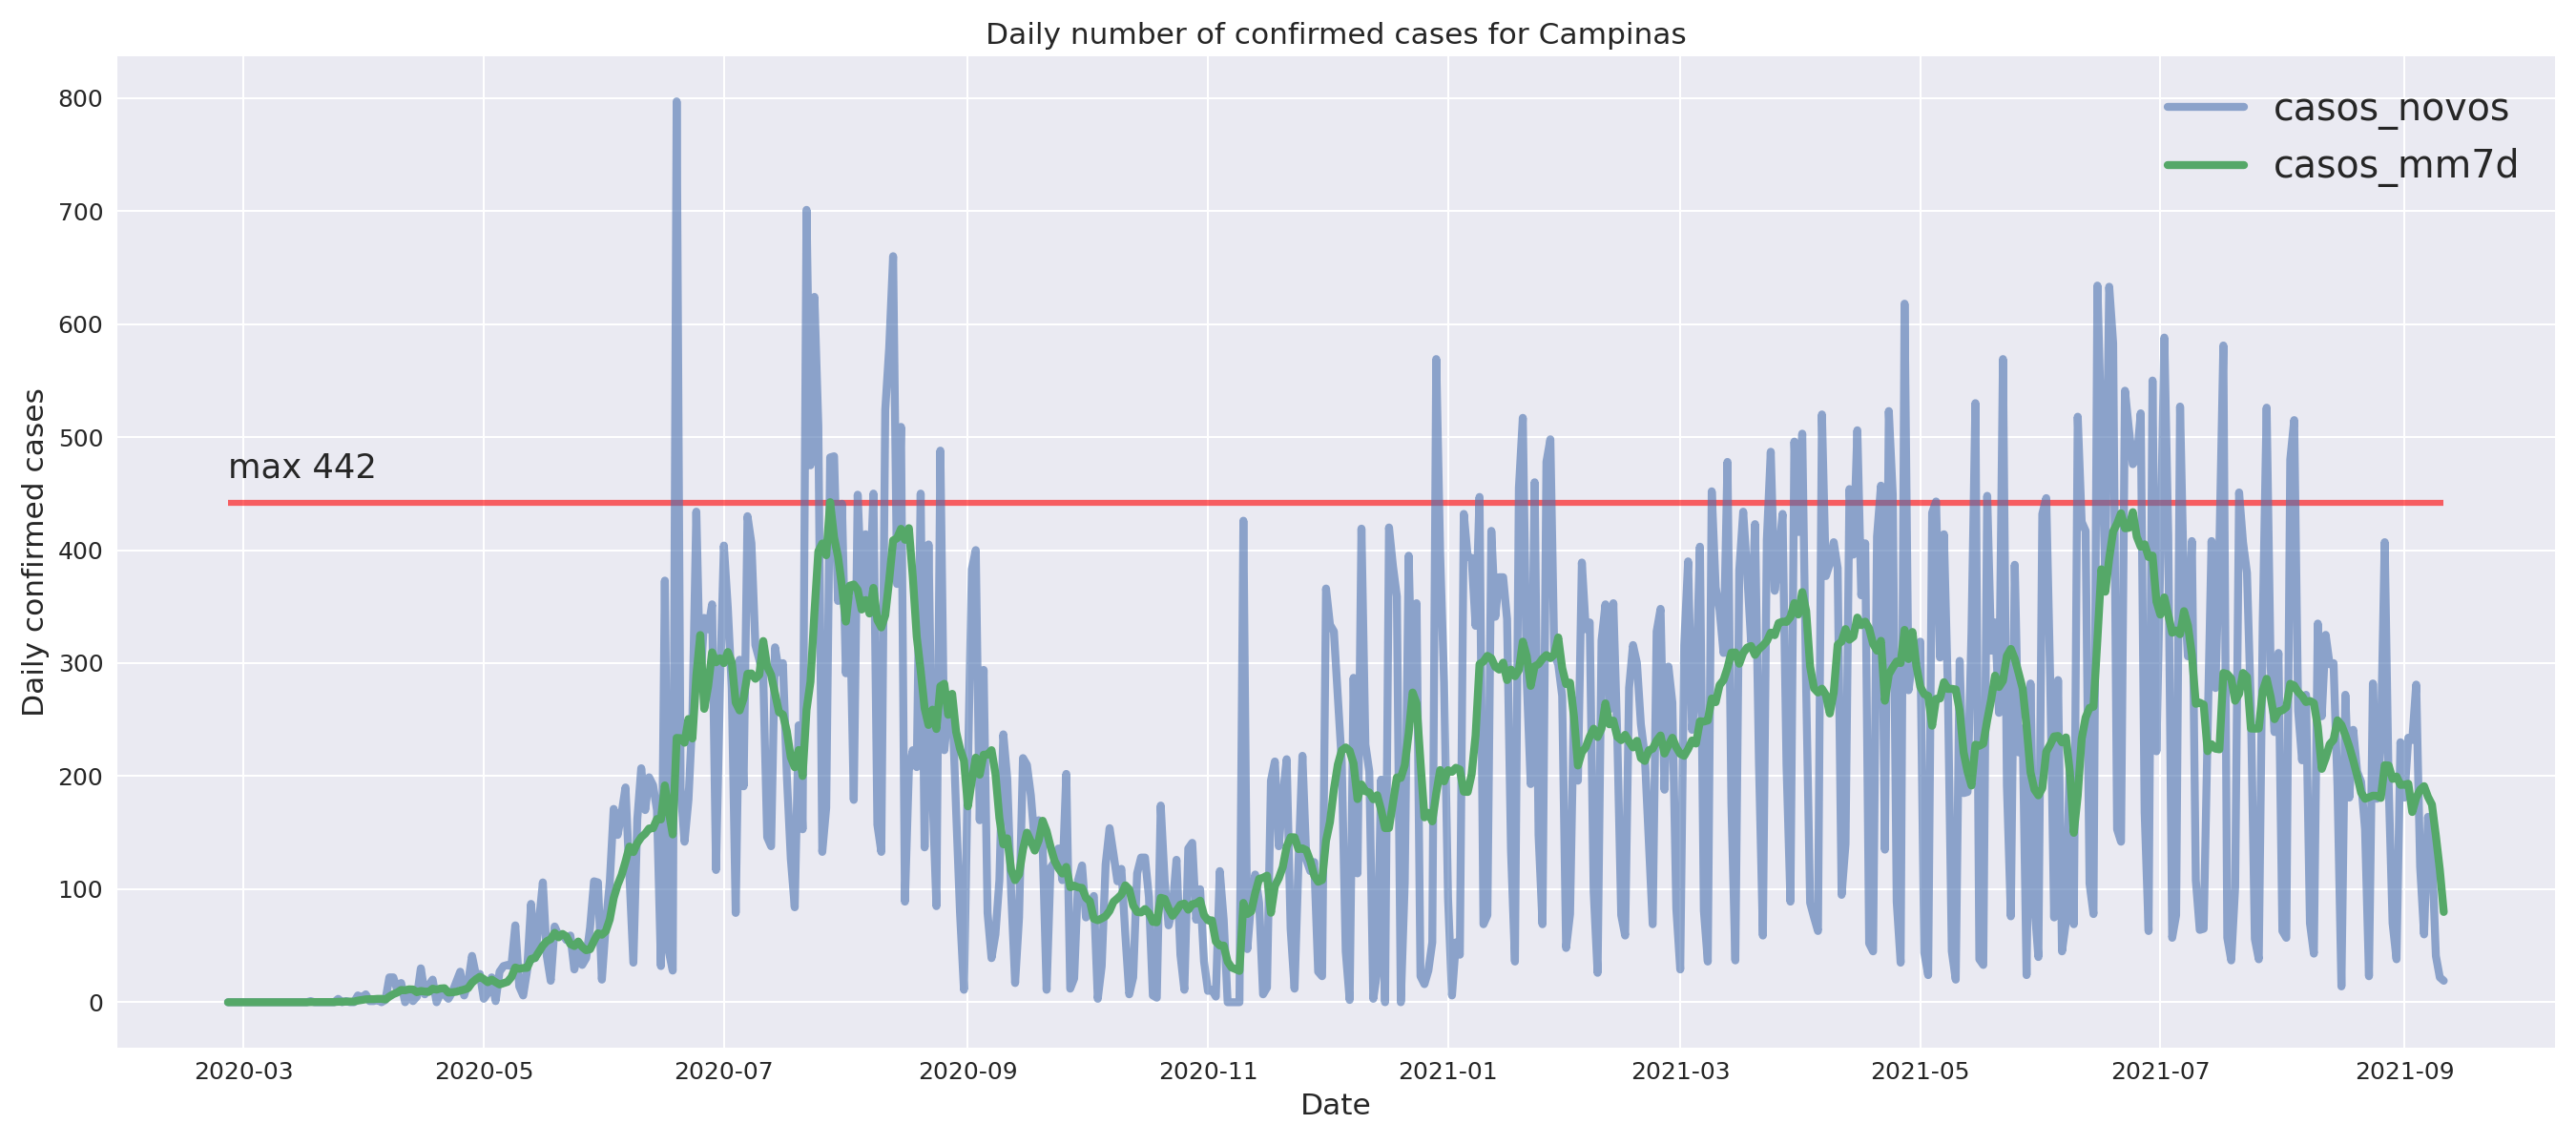 Daily number of confirmed cases for Campinas
casos_novos
casos_mm7d
max 442
Daily confirmed cases
800
700
600
500
400
300
200
100
0
2020-03 2020-05 2020-07 2020-09 2020-11 2021-01 2021-03 2021-05 2021-07 2021-09
Date